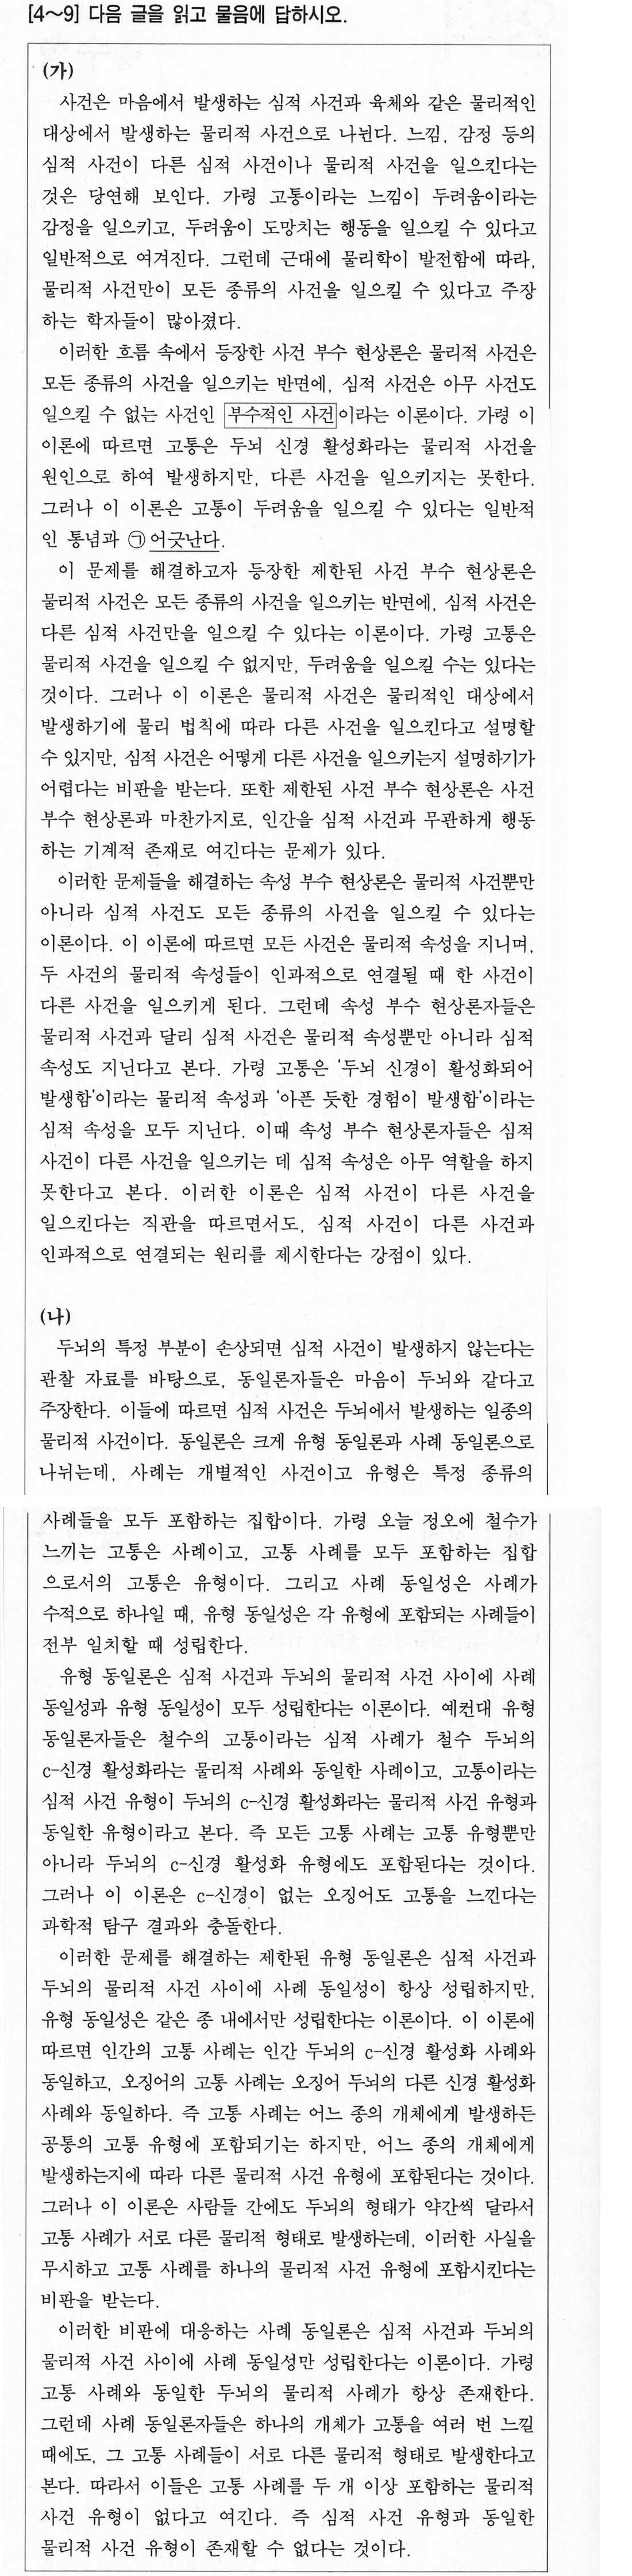 [4～9] 다음 글을 읽고 물음에 답하시오.
(가)
사건은 마음에서 발생하는 심적 사건과 육체와 같은 물리적인
대상에서 발생하는 물리적 사건으로 나뉜다. 느낌, 감정 등의
심적 사건이 다른 심적 사건이나 물리적 사건을 일으킨다는
것은 당연해 보인다. 가령 고통이라는 느낌이 두려움이라는
감정을 일으키고, 두려움이 도망치는 행동을 일으킬 수 있다고
일반적으로 여겨진다. 그런데 근대에 물리학이 발전함에 따라,
물리적 사건만이 모든 종류의 사건을 일으킬 수 있다고 주장
하는 학자들이 많아졌다.
이러한 흐름 속에서 등장한 사건 부수 현상론은 물리적 사건은
모든 종류의 사건을 일으키는 반면에, 심적 사건은 아무 사건도
일으킬 수 없는 사건인 부수적인 사건이라는 이론이다. 가령 이
이론에 따르면 고통은 두뇌 신경 활성화라는 물리적 사건을
원인으로 하여 발생하지만, 다른 사건을 일으키지는 못한다.
그러나 이 이론은 고통이 두려움을 일으킬 수 있다는 일반적
인 통념과 ㉠어긋난다.
이 문제를 해결하고자 등장한 제한된 사건 부수 현상론은
물리적 사건은 모든 종류의 사건을 일으키는 반면에, 심적 사건은
다른 심적 사건만을 일으킬 수 있다는 이론이다. 가령 고통은
물리적 사건을 일으킬 수 없지만, 두려움을 일으킬 수는 있다는
것이다. 그러나 이 이론은 물리적 사건은 물리적인 대상에서
발생하기에 물리 법칙에 따라 다른 사건을 일으킨다고 설명할
수 있지만, 심적 사건은 어떻게 다른 사건을 일으키는지 설명하기가
어렵다는 비판을 받는다. 또한 제한된 사건 부수 현상론은 사건
부수 현상론과 마찬가지로, 인간을 심적 사건과 무관하게 행동
하는 기계적 존재로 여긴다는 문제가 있다.
이러한 문제들을 해결하는 속성 부수 현상론은 물리적 사건뿐만
아니라 심적 사건도 모든 종류의 사건을 일으킬 수 있다는
이론이다. 이 이론에 따르면 모든 사건은 물리적 속성을 지니며,
두 사건의 물리적 속성들이 인과적으로 연결될 때 한 사건이
다른 사건을 일으키게 된다. 그런데 속성 부수 현상론자들은
물리적 사건과 달리 심적 사건은 물리적 속성뿐만 아니라 심적
속성도 지닌다고 본다. 가령 고통은 '두뇌 신경이 활성화되어
발생함'이라는 물리적 속성과 '아픈 듯한 경험이 발생함'이라는
심적 속성을 모두 지닌다. 이때 속성 부수 현상론자들은 심적
사건이 다른 사건을 일으키는 데 심적 속성은 아무 역할을 하지
못한다고 본다. 이러한 이론은 심적 사건이 다른 사건을
일으킨다는 직관을 따르면서도, 심적 사건이 다른 사건과
인과적으로 연결되는 원리를 제시한다는 강점이 있다.
(나)
두뇌의 특정 부분이 손상되면 심적 사건이 발생하지 않는다는
관찰 자료를 바탕으로, 동일론자들은 마음이 두뇌와 같다고
주장한다. 이들에 따르면 심적 사건은 두뇌에서 발생하는 일종의
물리적 사건이다. 동일론은 크게 유형 동일론과 사례 동일론으로
나뉘는데, 사례는 개별적인 사건이고 유형은 특정 종류의
사례들을 모두 포함하는 집합이다. 가령 오늘 정오에 철수가
느끼는 고통은 사례이고, 고통 사례를 모두 포함하는 집합
으로서의 고통은 유형이다. 그리고 사례 동일성은 사례가
수적으로 하나일 때, 유형 동일성은 각 유형에 포함되는 사례들이
전부 일치할 때 성립한다.
유형 동일론은 심적 사건과 두뇌의 물리적 사건 사이에 사례
동일성과 유형 동일성이 모두 성립한다는 이론이다. 예컨대 유형
동일론자들은 철수의 고통이라는 심적 사례가 철수 두뇌의
c-신경 활성화라는 물리적 사례와 동일한 사례이고, 고통이라는
심적 사건 유형이 두뇌의 c-신경 활성화라는 물리적 사건 유형과
동일한 유형이라고 본다. 즉 모든 고통 사례는 고통 유형뿐만
아니라 두뇌의 c-신경 활성화 유형에도 포함된다는 것이다.
그러나 이 이론은 c-신경이 없는 오징어도 고통을 느낀다는
과학적 탐구 결과와 충돌한다.
이러한 문제를 해결하는 제한된 유형 동일론은 심적 사건과
두뇌의 물리적 사건 사이에 사례 동일성이 항상 성립하지만,
유형 동일성은 같은 종 내에서만 성립한다는 이론이다. 이 이론에
따르면 인간의 고통 사례는 인간 두뇌의 c-신경 활성화 사례와
동일하고, 오징어의 고통 사례는 오징어 두뇌의 다른 신경 활성화
사례와 동일하다. 즉 고통 사례는 어느 종의 개체에게 발생하든
공통의 고통 유형에 포함되기는 하지만, 어느 종의 개체에게
발생하는지에 따라 다른 물리적 사건 유형에 포함된다는 것이다.
그러나 이 이론은 사람들 간에도 두뇌의 형태가 약간씩 달라서
고통 사례가 서로 다른 물리적 형태로 발생하는데, 이러한 사실을
무시하고 고통 사례를 하나의 물리적 사건 유형에 포함시킨다는
비판을 받는다.
이러한 비판에 대응하는 사례 동일론은 심적 사건과 두뇌의
물리적 사건 사이에 사례 동일성만 성립한다는 이론이다. 가령
고통 사례와 동일한 두뇌의 물리적 사례가 항상 존재한다.
그런데 사례 동일론자들은 하나의 개체가 고통을 여러 번 느낄
때에도, 그 고통 사례들이 서로 다른 물리적 형태로 발생한다고
본다. 따라서 이들은 고통 사례를 두 개 이상 포함하는 물리적
사건 유형이 없다고 여긴다. 즉 심적 사건 유형과 동일한
물리적 사건 유형이 존재할 수 없다는 것이다.